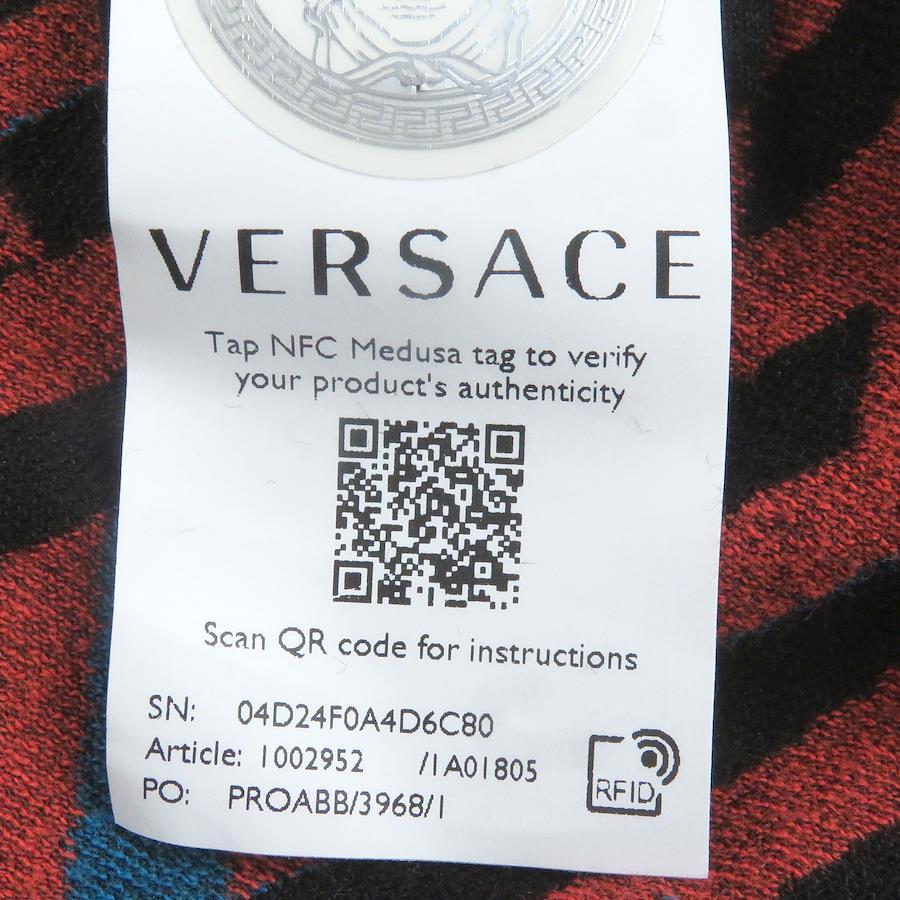 VERSACE
Tap NFC Medusa tag to verify
your product's authenticity
Scan QR code for instructions
SN: 04D24F0A4D6C80
Article: 1002952 /1A01805
PO: PROABB/3968/1
RFID